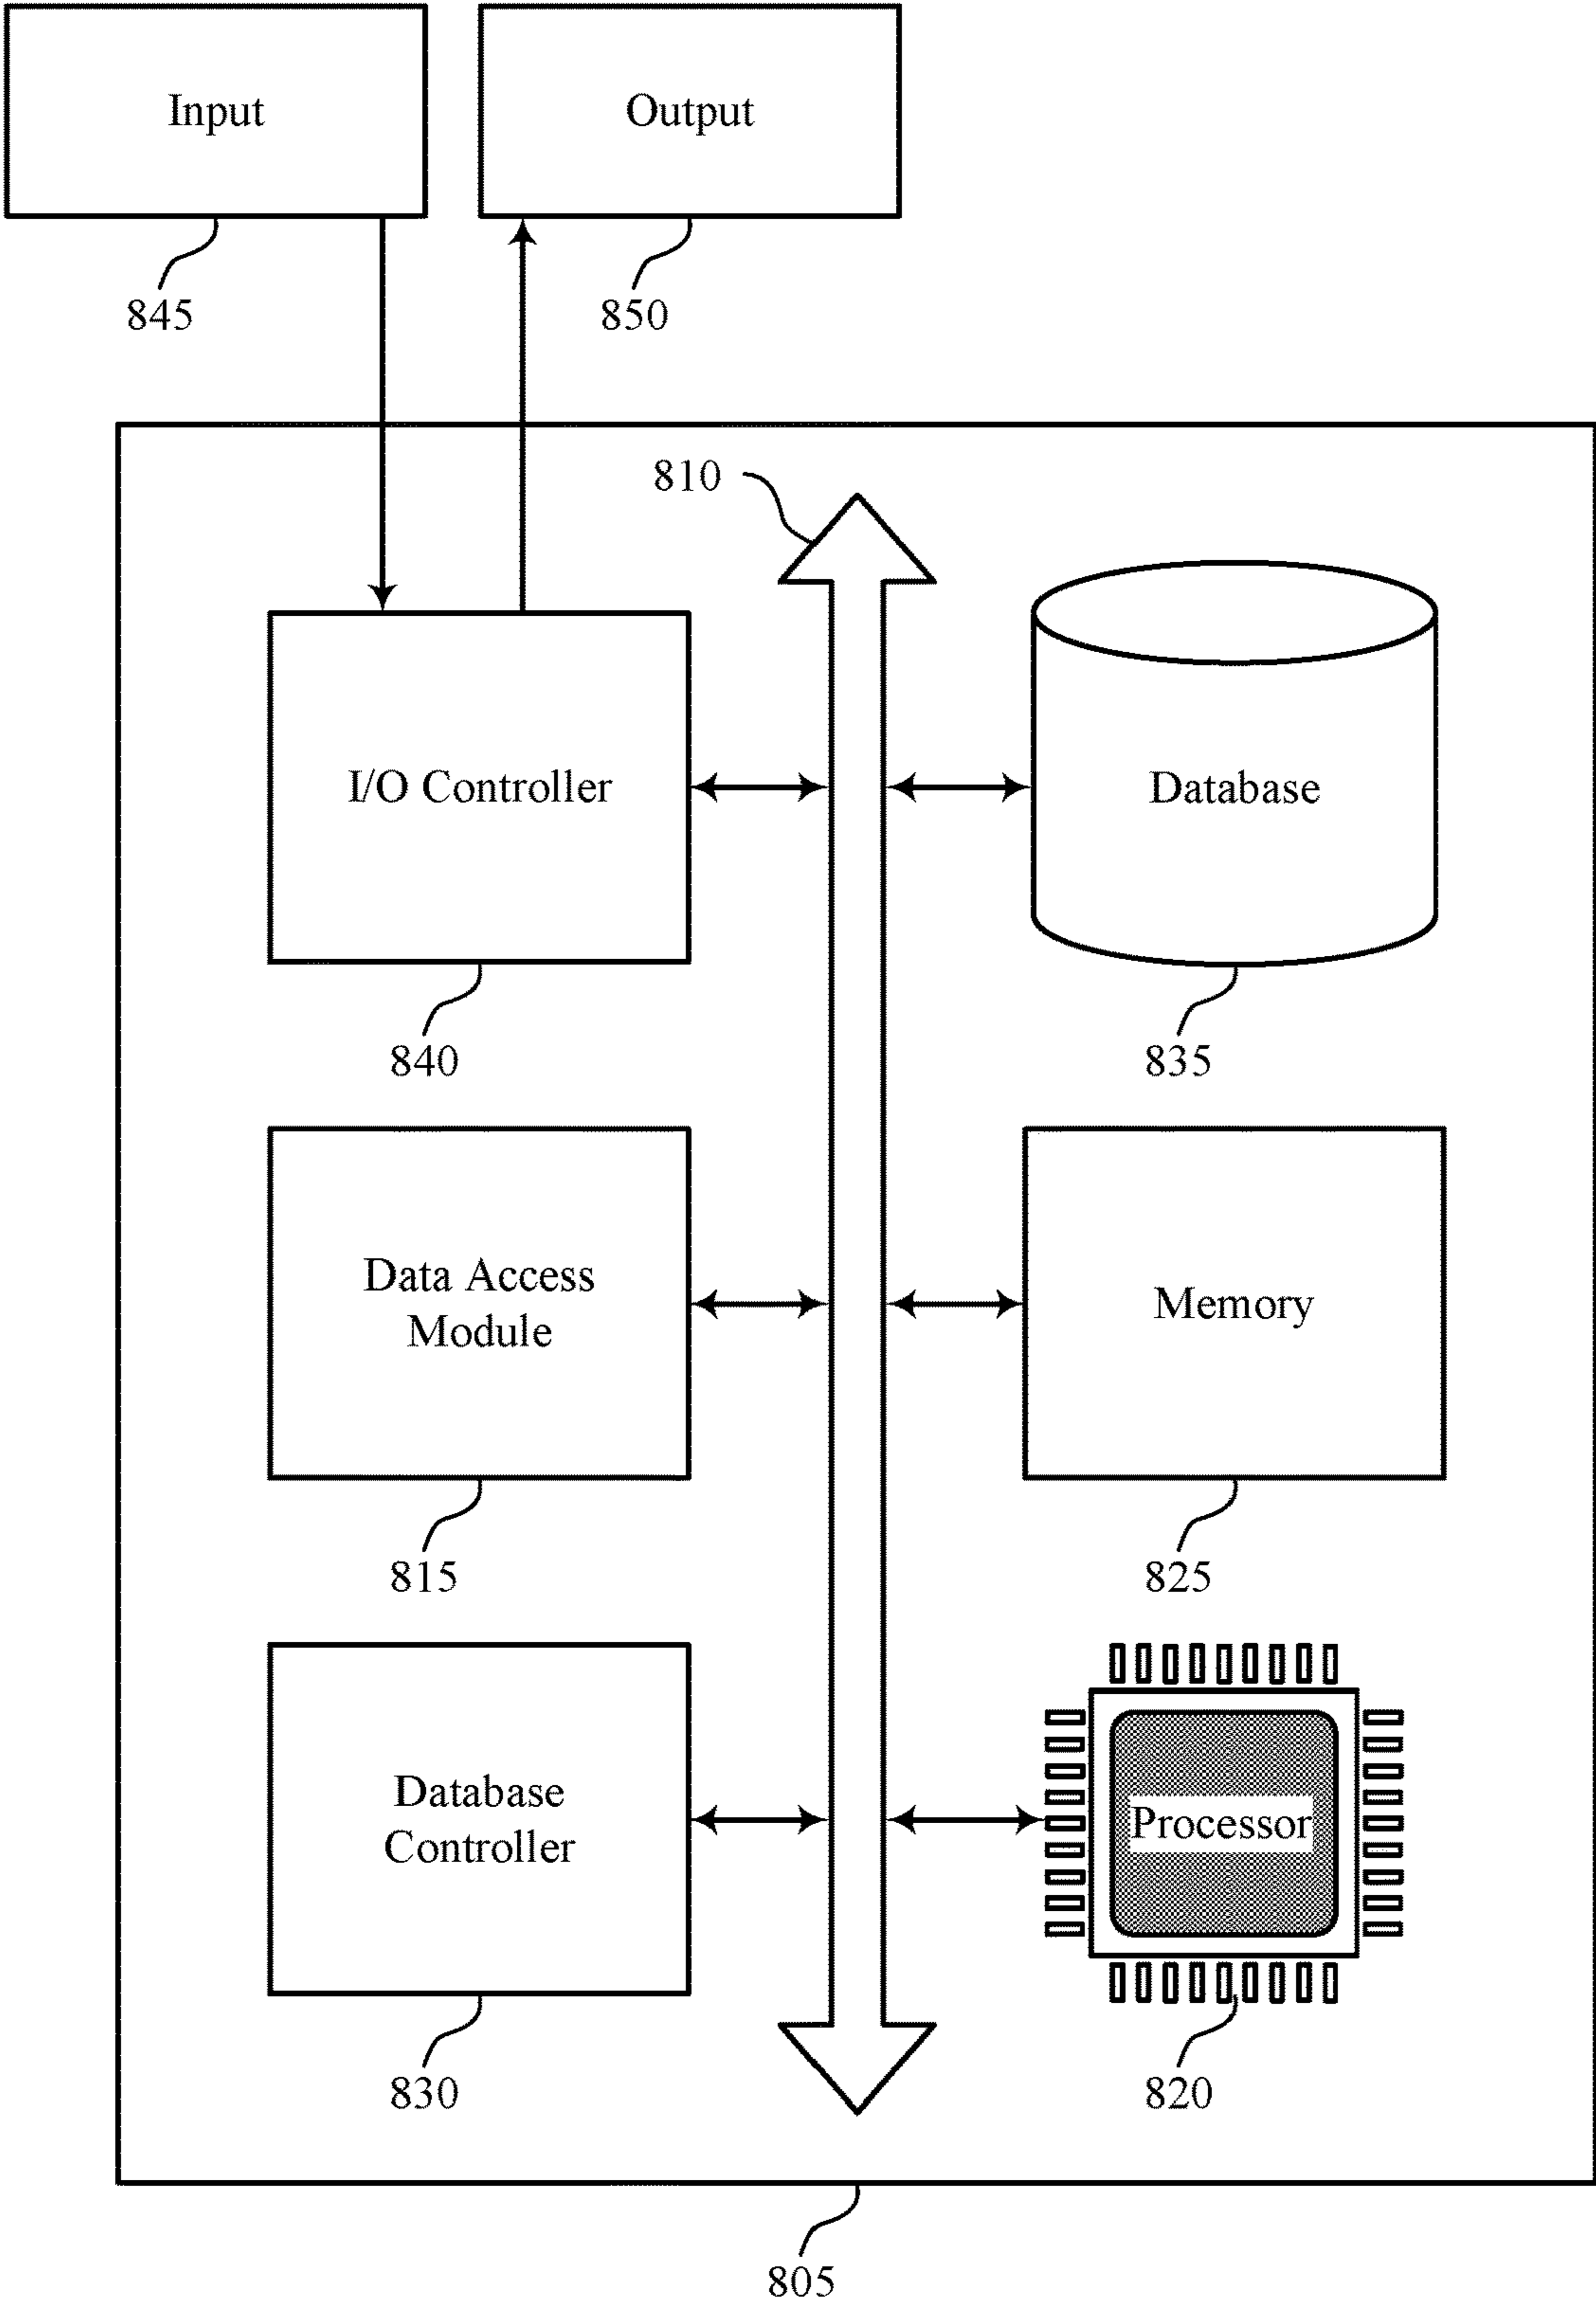 Input
Output
845
850
810
I/O Controller
Database
840
835
Data Access
Module
Memory
815
825
Database
Controller
Processor
830
820
805